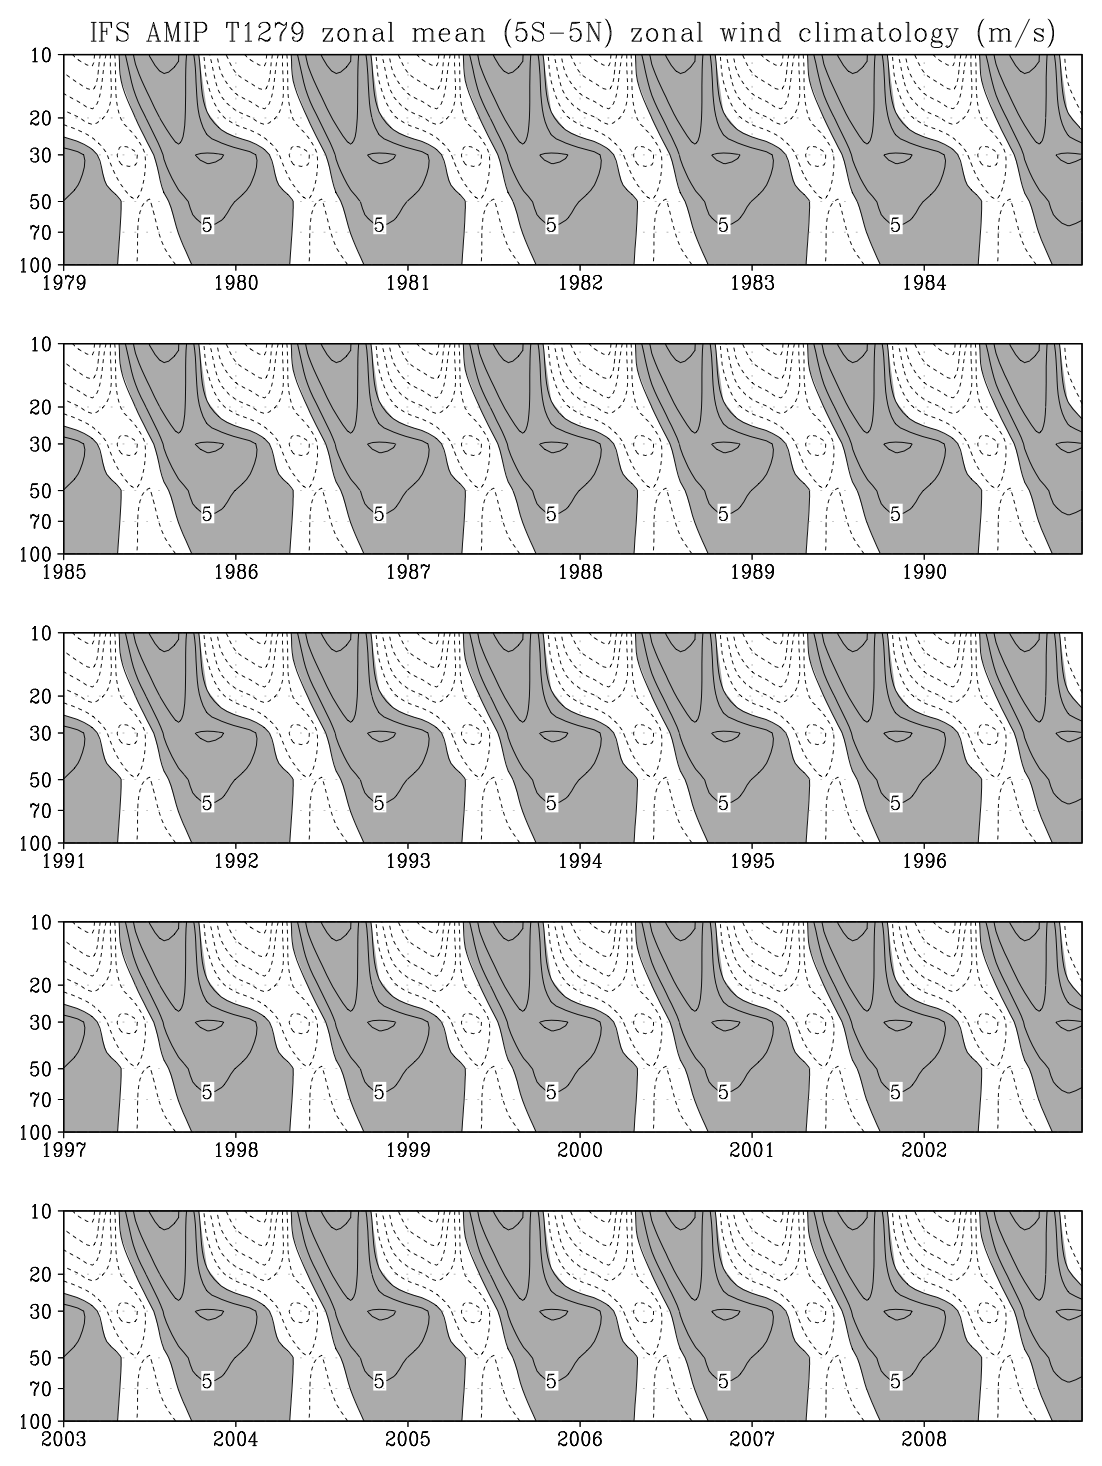 IFS AMIP T1279 zonal mean (5S−5N) zonal wind climatology (m/s)
10
20
30
50
70
100
5 5 5 5 5
1979 1980 1981 1982 1983 1984
10
20
30
50
70
100
5 5 5 5 5
1985 1986 1987 1988 1989 1990
10
20
30
50
70
100
5 5 5 5 5
1991 1992 1993 1994 1995 1996
10
20
30
50
70
100
5 5 5 5 5
1997 1998 1999 2000 2001 2002
10
20
30
50
70
100
5 5 5 5 5
2003 2004 2005 2006 2007 2008